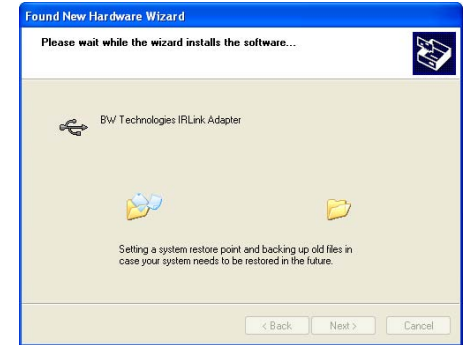 Found New Hardware Wizard
Please wait while the wizard installs the software...
BW Technologies IRLink Adapter
Setting a system restore point and backing up old files in
case your system needs to be restored in the future.
< Back
Next >
Cancel